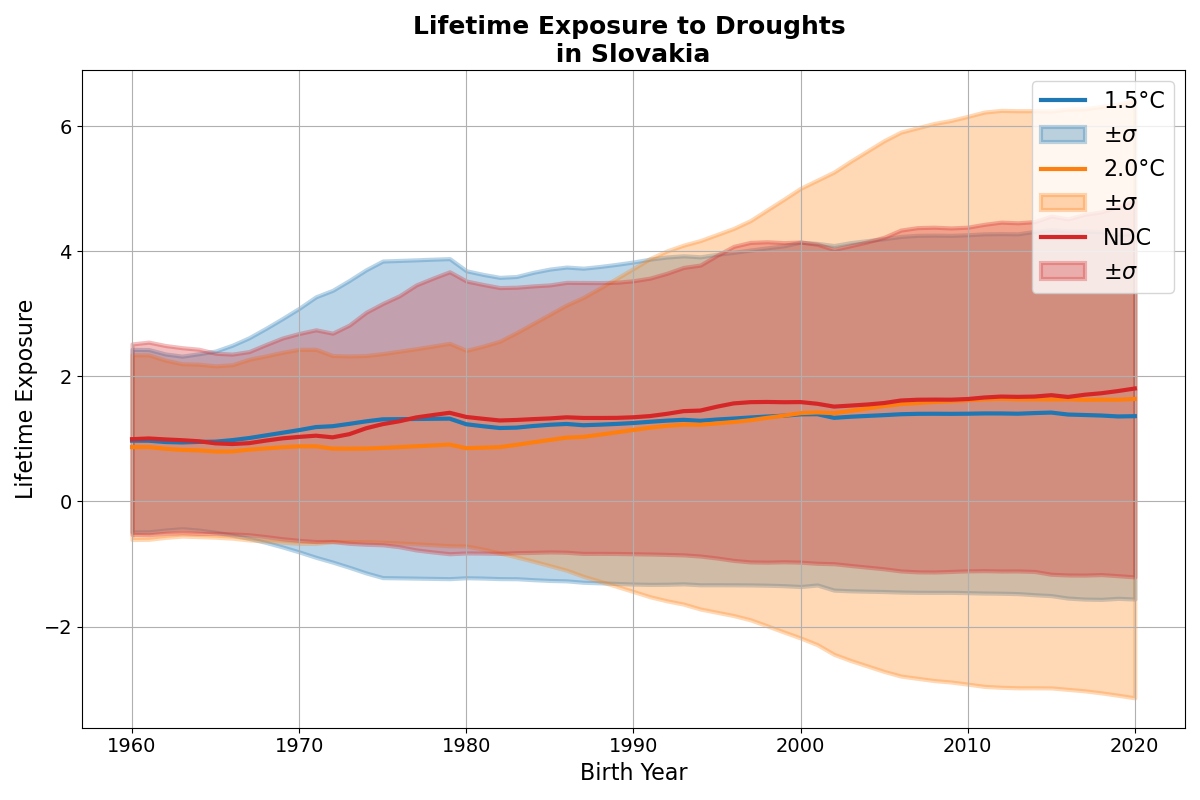 Lifetime Exposure to Droughts
in Slovakia
1.5°C
±σ
2.0°C
±σ
NDC
±σ
Lifetime Exposure
6
4
2
0
−2
1960
1970
1980
1990
2000
2010
2020
Birth Year